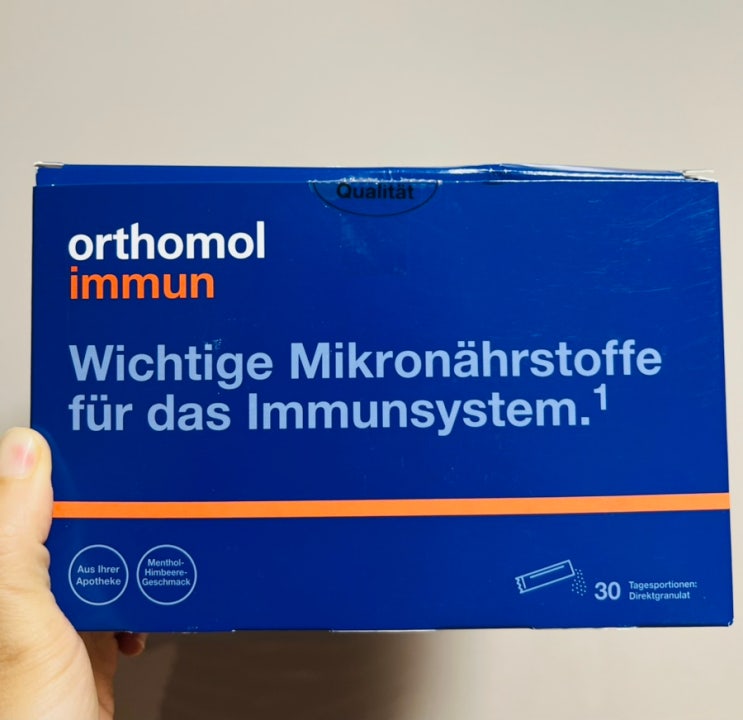 Qualität
orthomol
immun
Wichtige Mikronährstoffe
für das Immunsystem.¹
Aus Ihrer
Apotheke
Menthol-
Himbeere-
Geschmack
30 Tagesportionen:
Direktgranulat